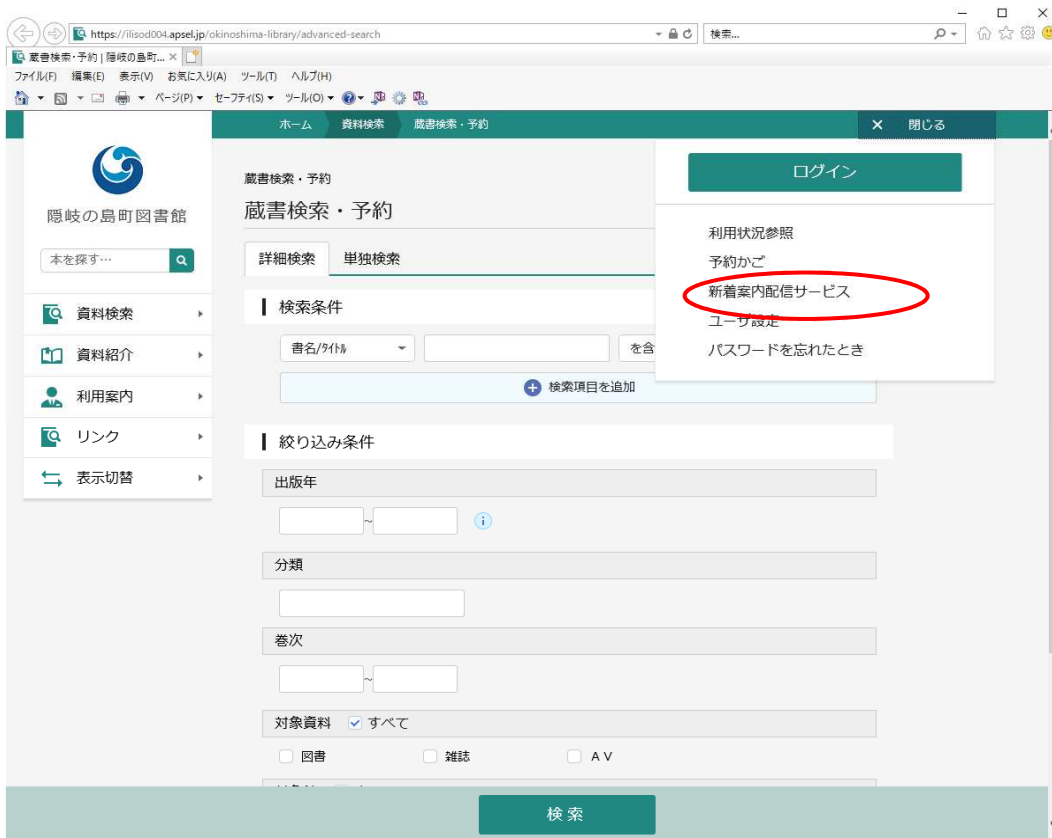 https://ilisod004.apsel.jp/okinoshima-library/advanced-search
検索...
蔵書検索・予約 | 隠岐の島町... ×
ファイル(F) 編集(E) 表示(V) お気に入り(A) ツール(T) ヘルプ(H)
ページ(P) セーフティ(S) ツール(O)
ホーム 資料検索 蔵書検索・予約 × 閉じる
隠岐の島町図書館
本を探す…
資料検索
資料紹介
利用案内
リンク
表示切替
蔵書検索・予約
蔵書検索・予約
詳細検索 単独検索
検索条件
書名/タイトル を含
検索項目を追加
ログイン
利用状況参照
予約かご
新着案内配信サービス
ユーザ設定
パスワードを忘れたとき
絞り込み条件
出版年
~
分類
巻次
~
対象資料 すべて
図書 雑誌 AV
検索